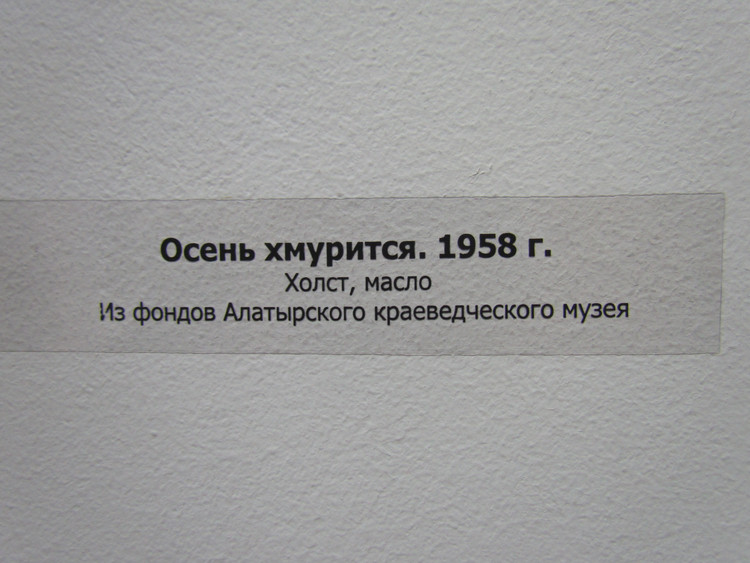 Осень хмурится. 1958 г.
Холст, масло
Из фондов Алатырского краеведческого музея